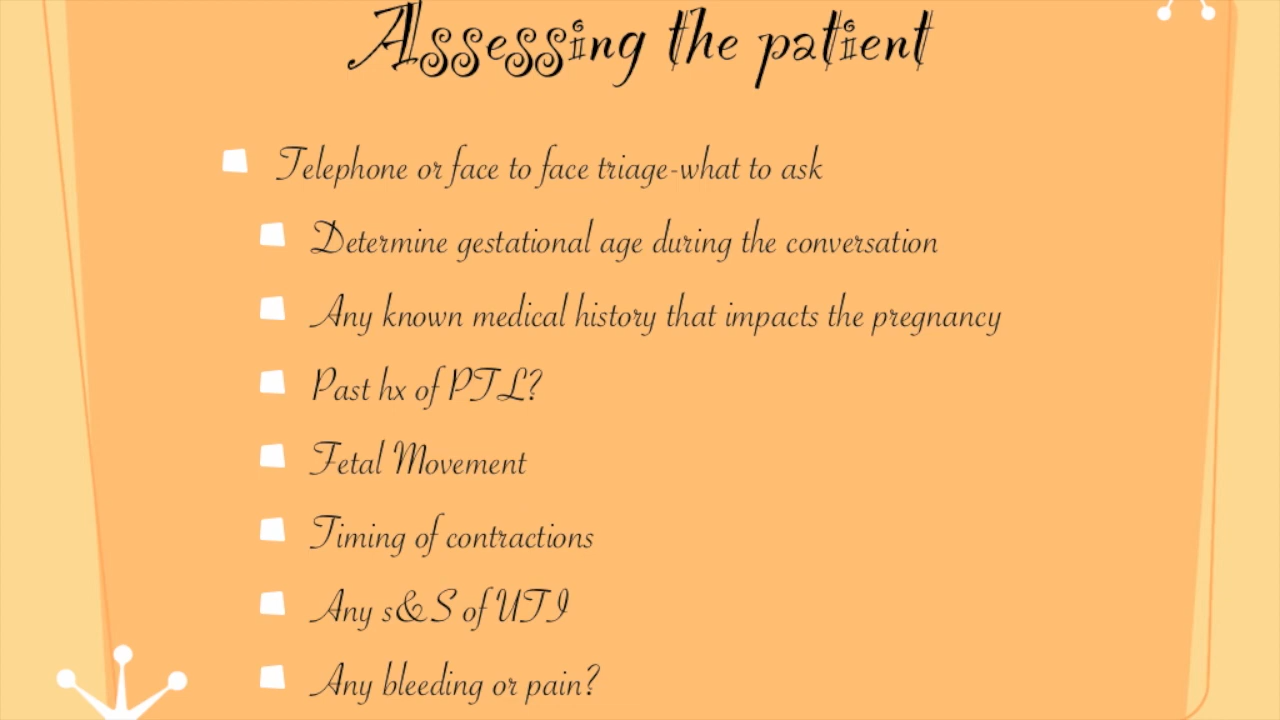 Assessing the patient
Telephone or face to face triage-what to ask
Determine gestational age during the conversation
Any known medical history that impacts the pregnancy
Past hx of PTL?
Fetal Movement
Timing of contractions
Any s&S of UTI
Any bleeding or pain?